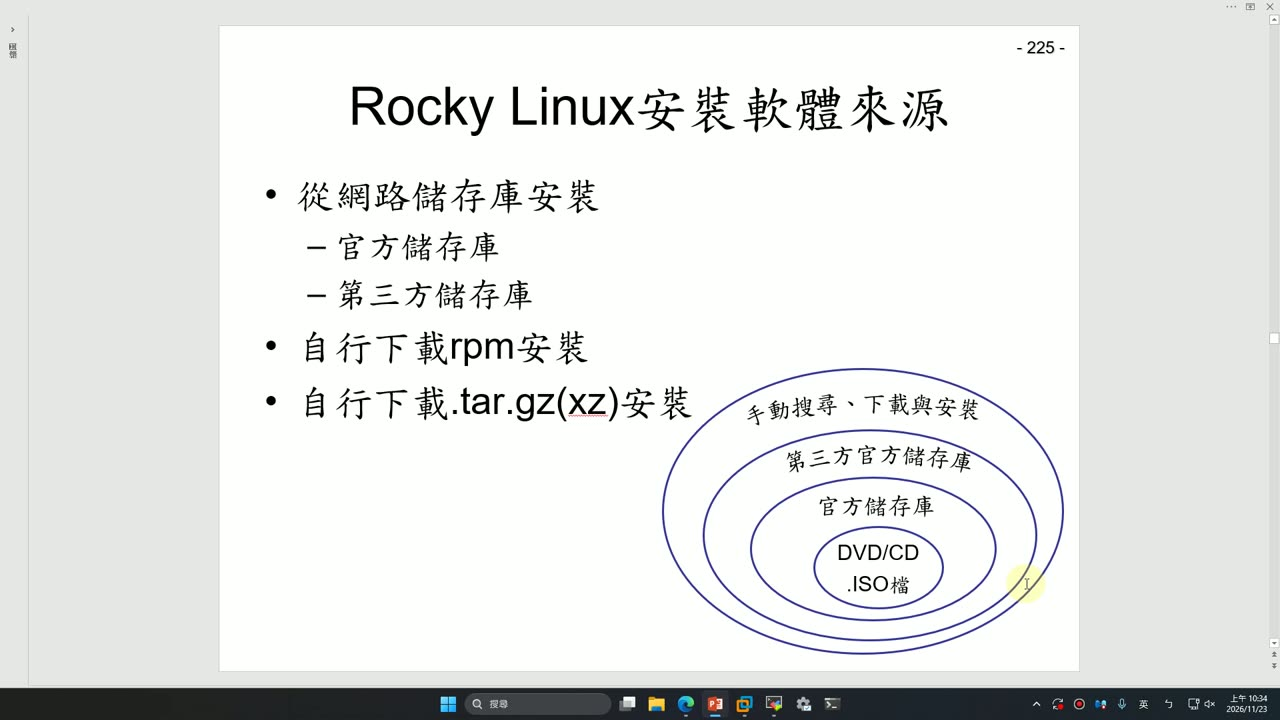 - 225 -
Rocky Linux安裝軟體來源
• 從網路儲存庫安裝
– 官方儲存庫
– 第三方儲存庫
• 自行下載rpm安裝
• 自行下載.tar.gz(xz)安裝
手動搜尋、下載與安裝
第三方官方儲存庫
官方儲存庫
DVD/CD
.ISO檔
搜尋
英
ㄅ
上午 10:34
2026/11/23